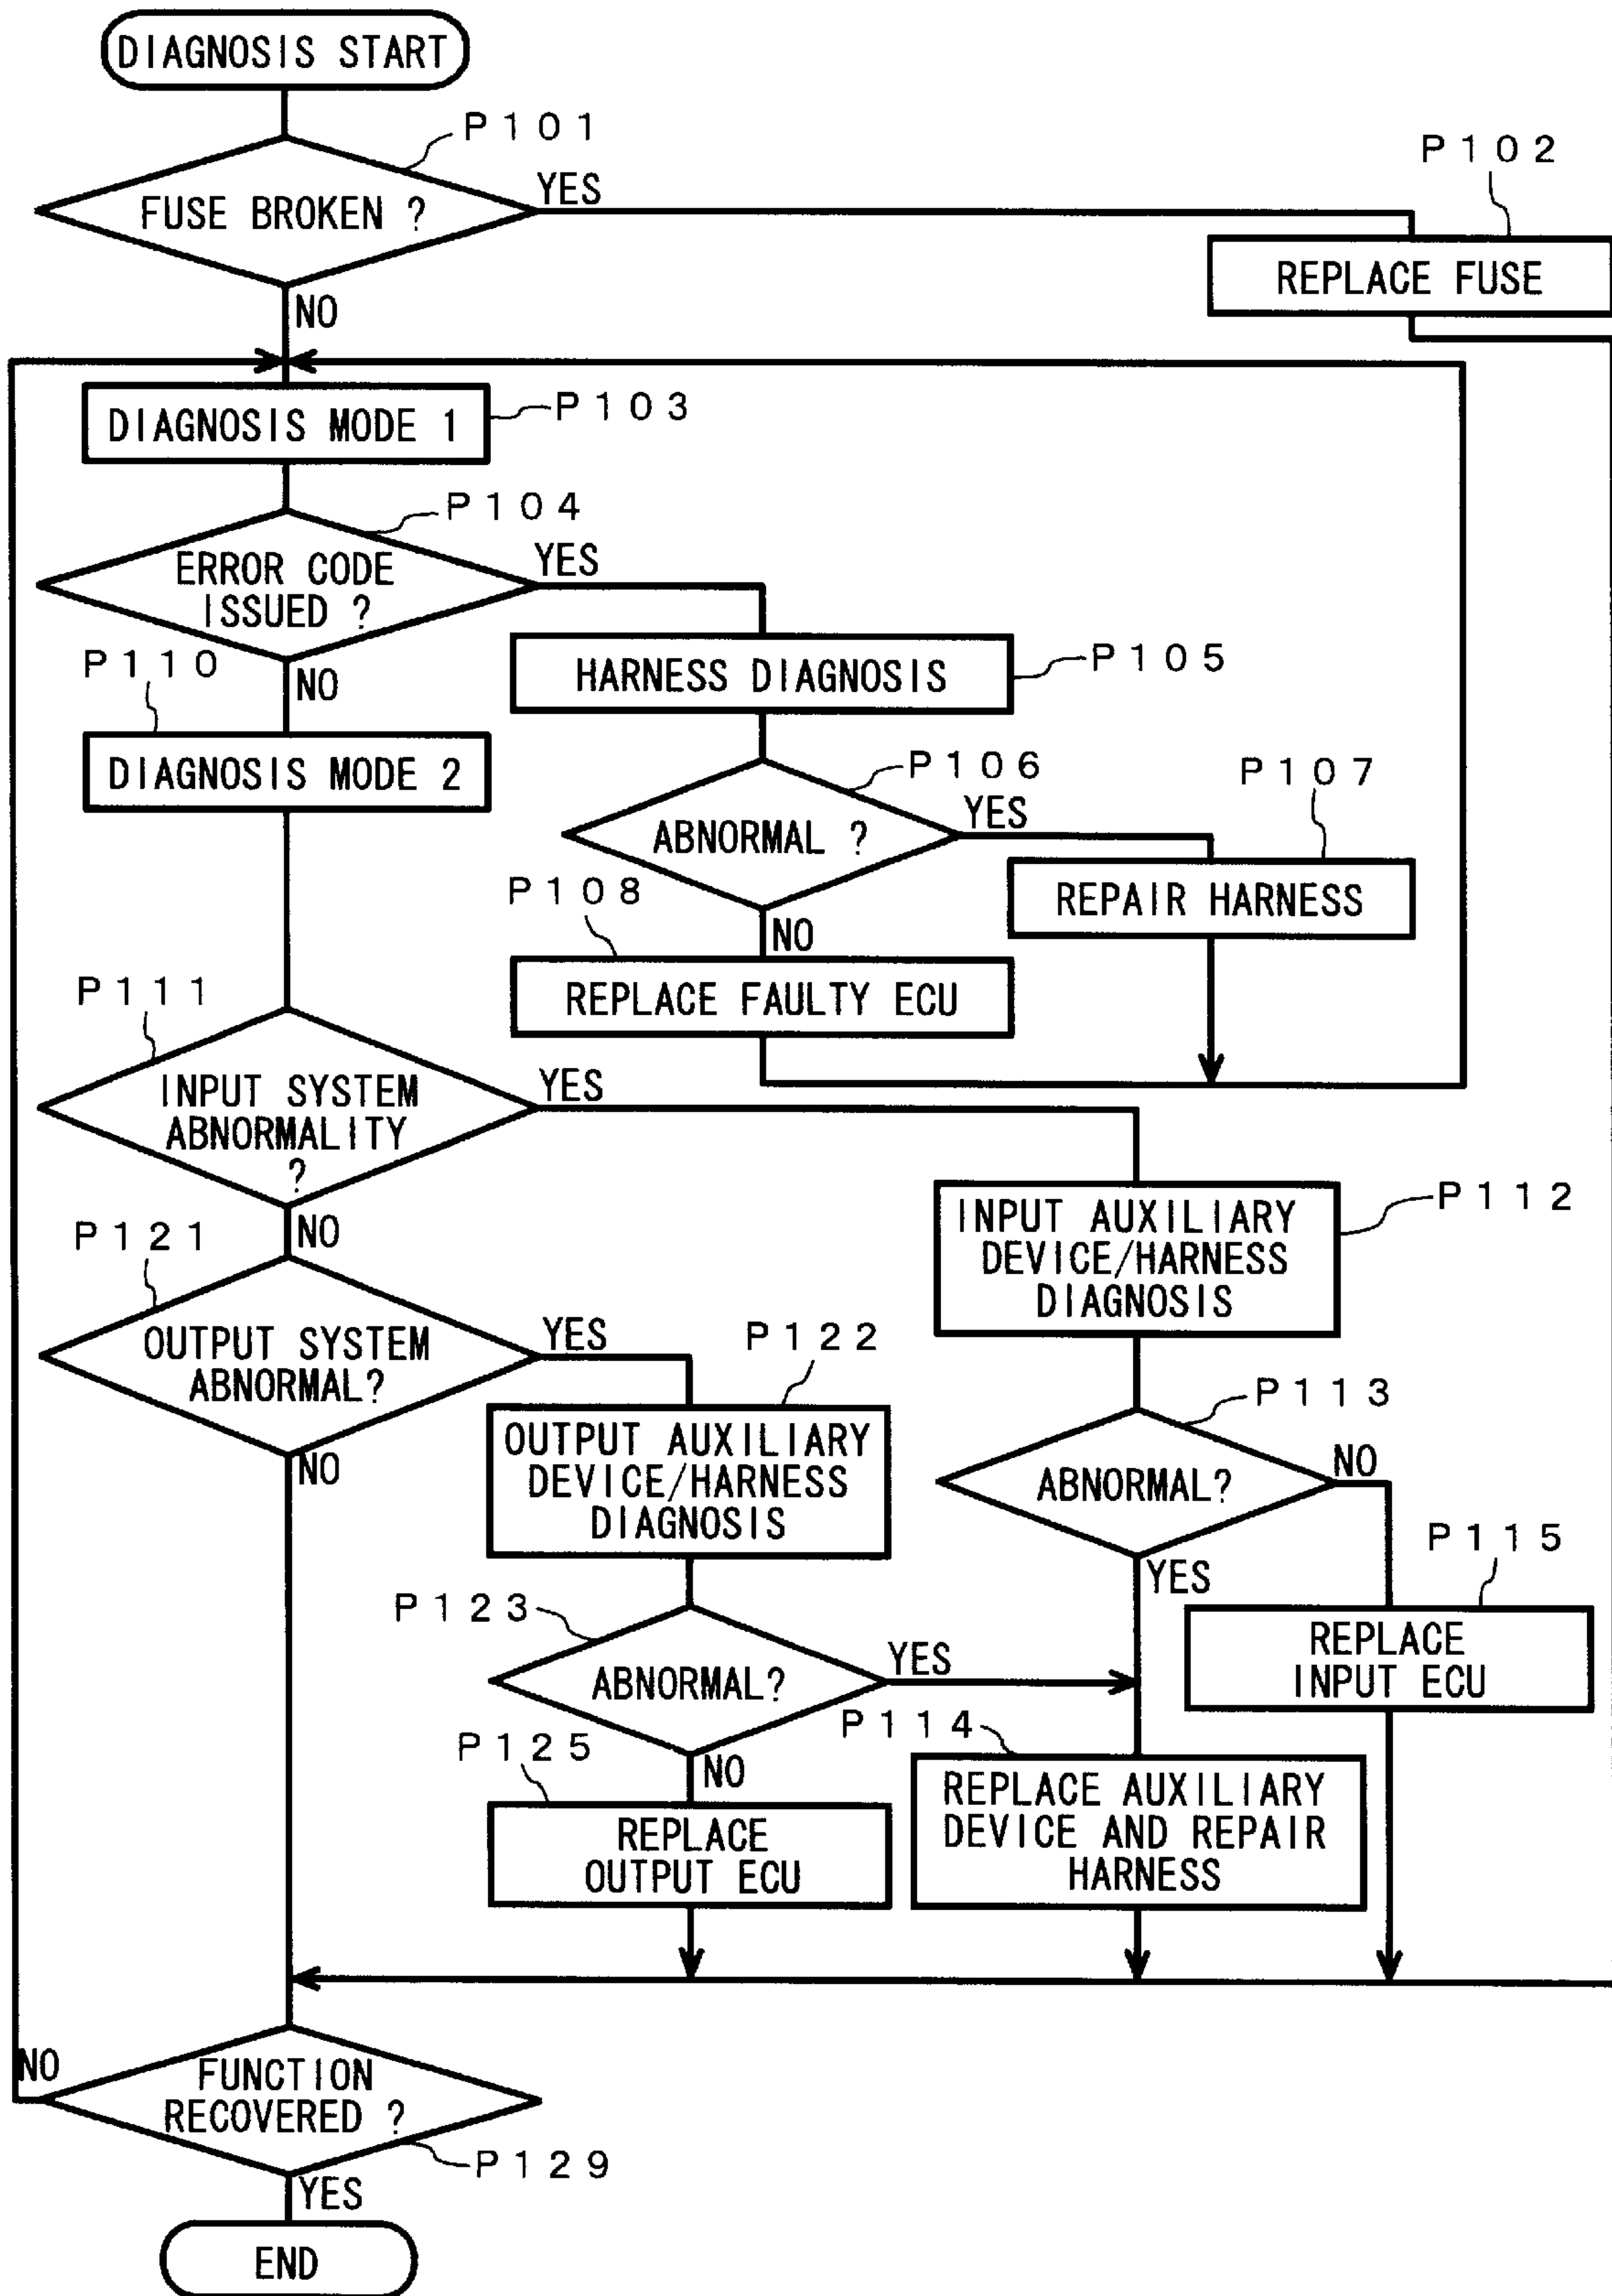 DIAGNOSIS START
P101
FUSE BROKEN ?
YES
P102
REPLACE FUSE
NO
DIAGNOSIS MODE 1
P103
P104
ERROR CODE
ISSUED ?
YES
P110
NO
HARNESS DIAGNOSIS
P105
DIAGNOSIS MODE 2
P106
P107
ABNORMAL ?
YES
P108
REPAIR HARNESS
NO
REPLACE FAULTY ECU
P111
INPUT SYSTEM
ABNORMALITY
?
YES
P112
INPUT AUXILIARY
DEVICE/HARNESS
DIAGNOSIS
NO
P121
OUTPUT SYSTEM
ABNORMAL?
YES
P122
P113
OUTPUT AUXILIARY
DEVICE/HARNESS
DIAGNOSIS
NO
ABNORMAL?
NO
P115
YES
P123
ABNORMAL?
YES
REPLACE
INPUT ECU
P114
P125
NO
REPLACE AUXILIARY
DEVICE AND REPAIR
HARNESS
REPLACE
OUTPUT ECU
NO
FUNCTION
RECOVERED ?
P129
YES
END